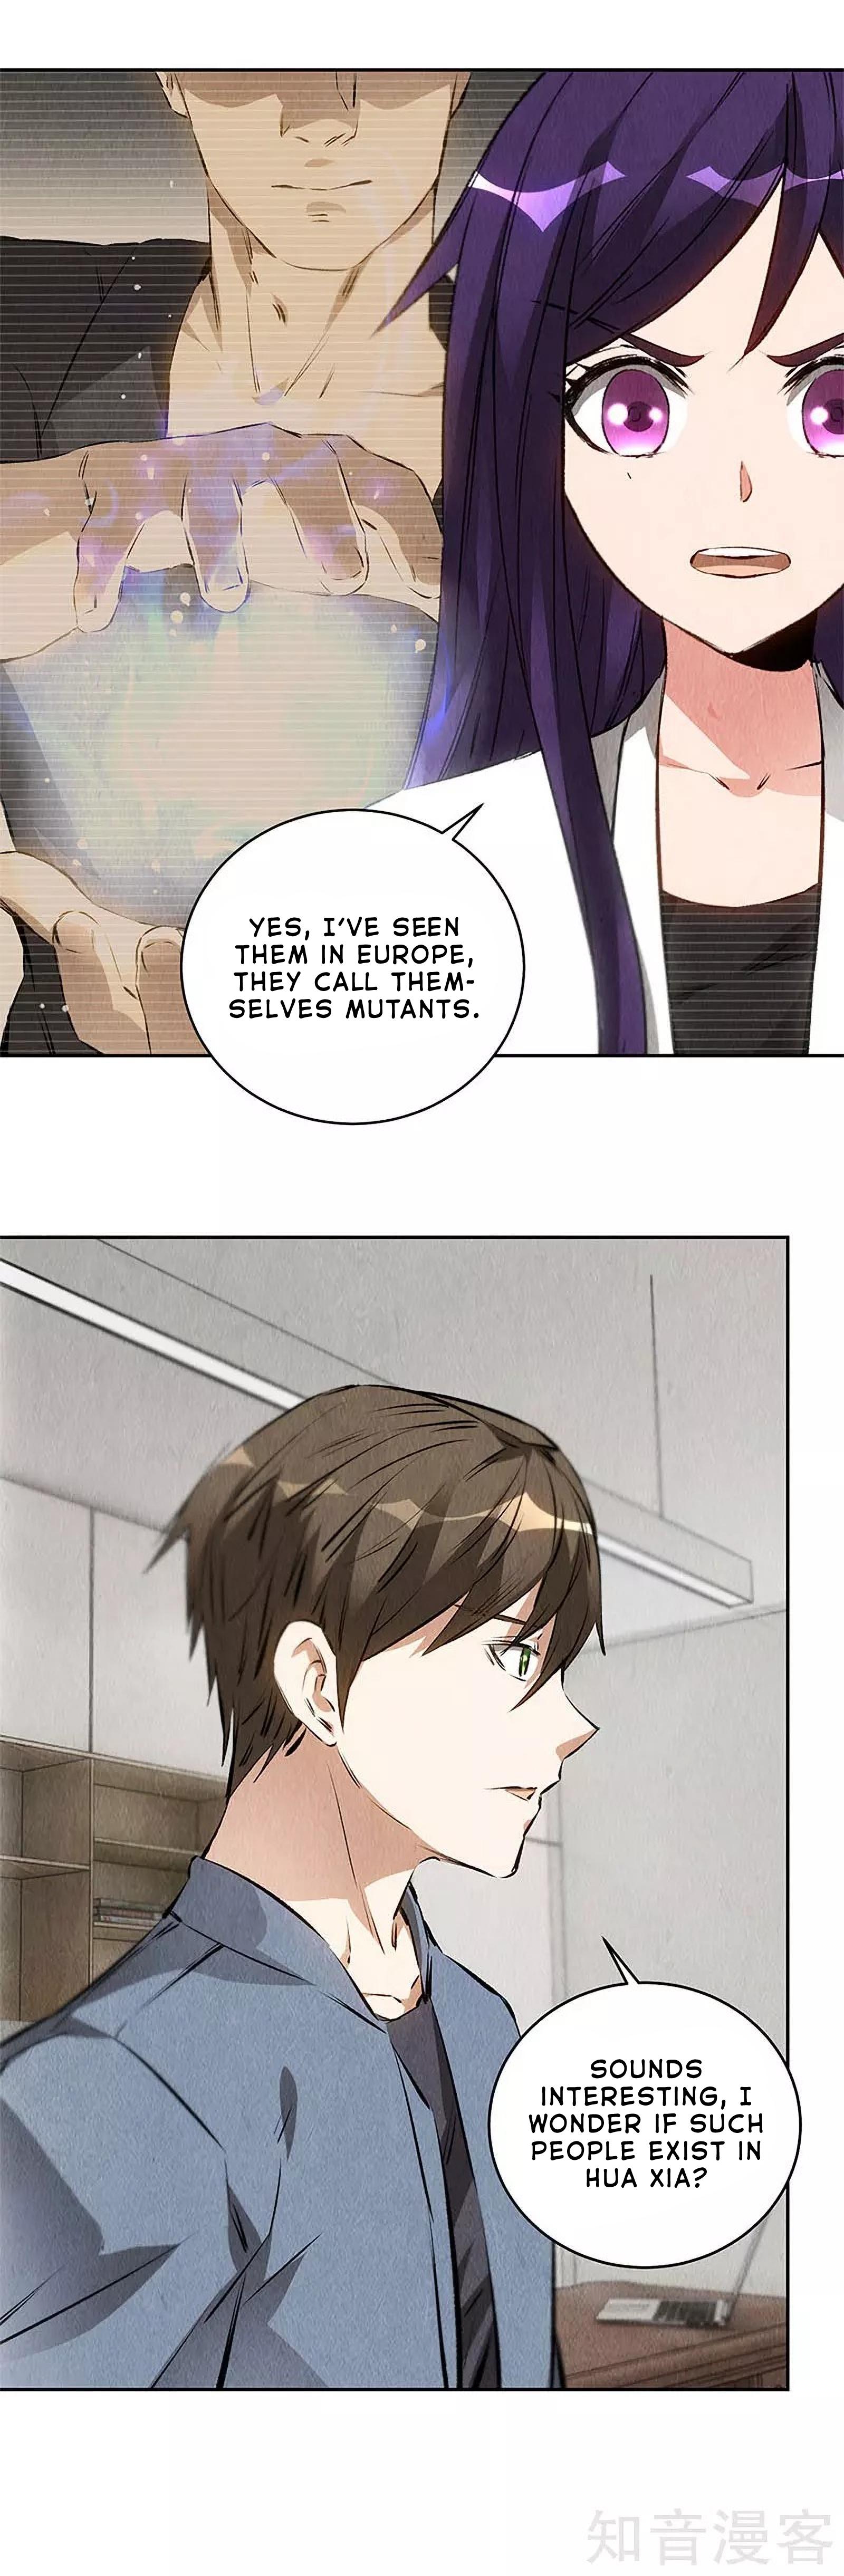 YES, I'VE SEEN
THEM IN EUROPE,
THEY CALL THEM-
SELVES MUTANTS.
SOUNDS
INTERESTING, I
WONDER IF SUCH
PEOPLE EXIST IN
HUA XIA?
知音漫客